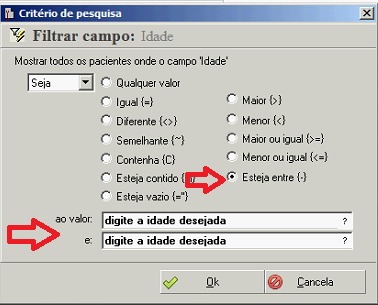 Critério de pesquisa
Filtrar campo: Idade
Mostrar todos os pacientes onde o campo 'Idade'
Seja
Qualquer valor
Igual {=}
Maior {>}
Diferente {<>}
Menor {<}
Semelhante {~}
Maior ou igual {>=}
Contenha {C}
Menor ou igual {<=}
Esteja contido
Esteja entre {-}
Esteja vazio {=''}
ao valor: digite a idade desejada ?
e: digite a idade desejada ?
Ok
Cancela